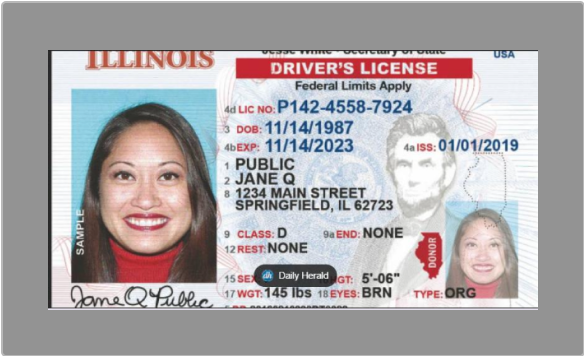 ILLINOIS
Jesse White • Secretary of State
USA
DRIVER'S LICENSE
Federal Limits Apply
4d LIC NO: P142-4558-7924
3 DOB: 11/14/1987
4b EXP: 11/14/2023 4a ISS: 01/01/2019
1 PUBLIC
2 JANE Q
8 1234 MAIN STREET
SPRINGFIELD, IL 62723
SAMPLE
9 CLASS: D 9a END: NONE
12 REST: NONE
DONOR
15 SEX Daily Herald GT: 5'-06"
17 WGT: 145 lbs 18 EYES: BRN TYPE: ORG
Jane Q Public